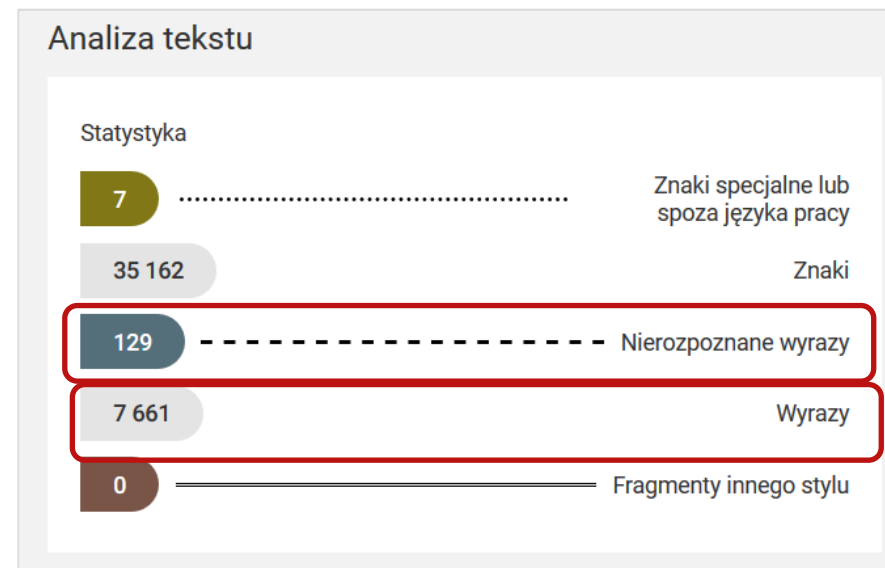 Analiza tekstu
Statystyka
7 Znaki specjalne lub
spoza języka pracy
35 162 Znaki
129 Nierozpoznane wyrazy
7 661 Wyrazy
0 Fragmenty innego stylu